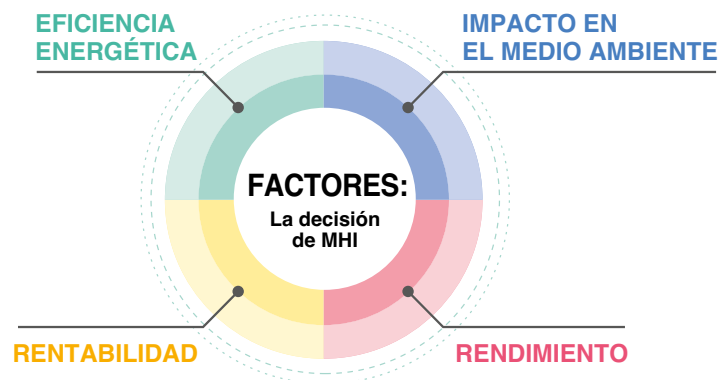 EFICIENCIA
ENERGÉTICA
IMPACTO EN
EL MEDIO AMBIENTE
FACTORES:
La decisión
de MHI
RENTABILIDAD
RENDIMIENTO